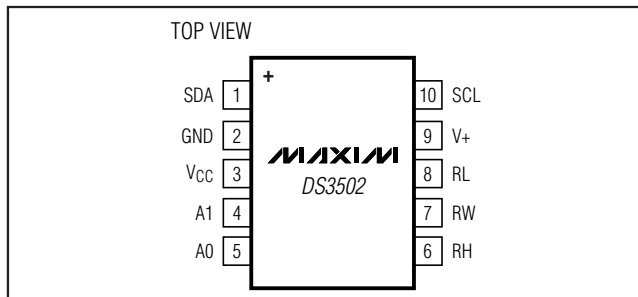 TOP VIEW
+
SDA 1 10 SCL
GND 2 9 V+
VCC 3 8 RL
A1 4 7 RW
A0 5 6 RH
MAXIM
DS3502